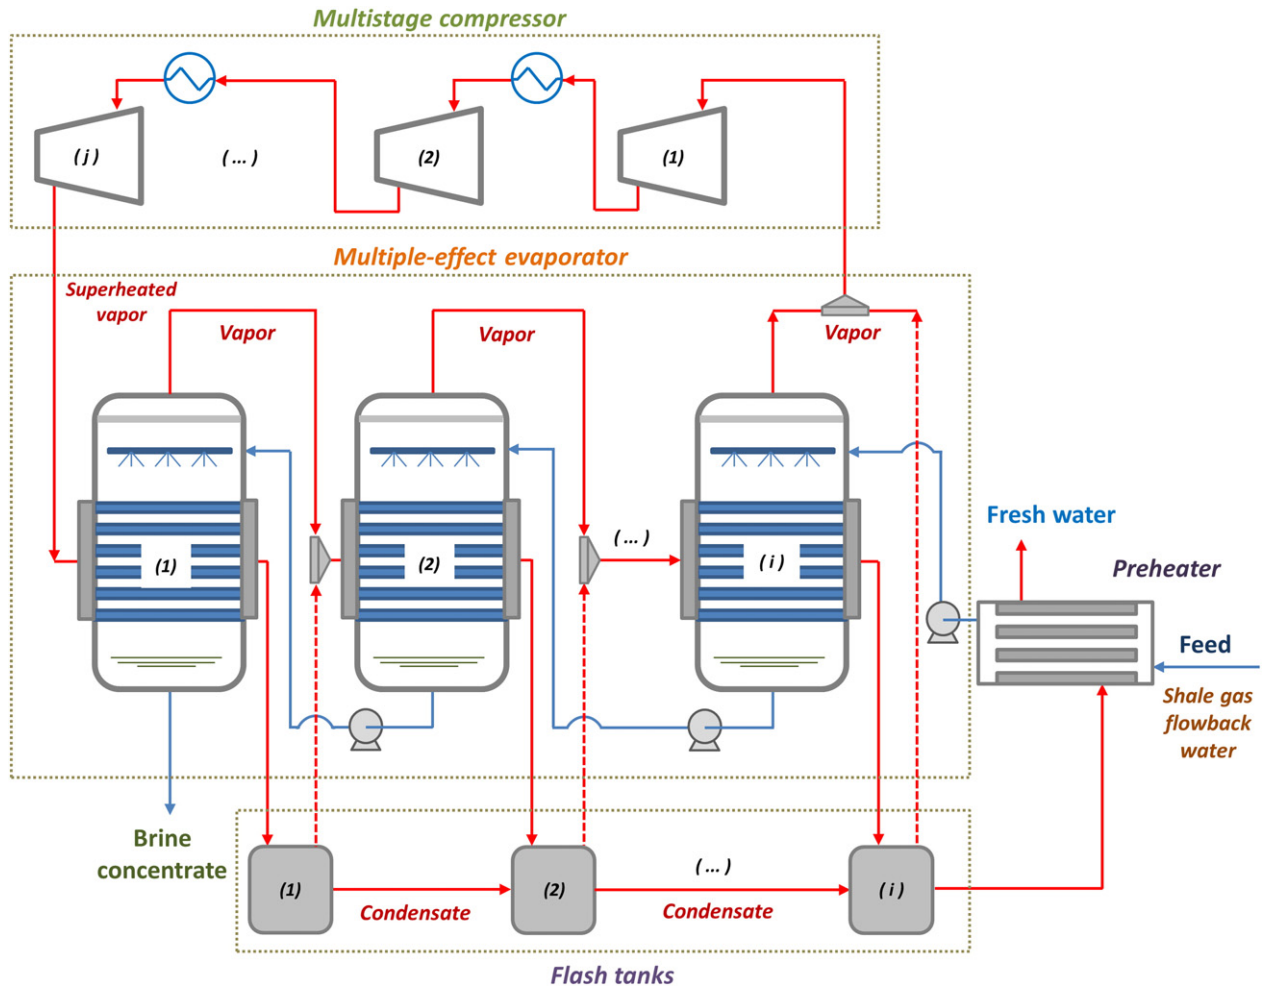 Multistage compressor
( j )
( ... )
(2)
(1)
Multiple-effect evaporator
Superheated
vapor
Vapor
Vapor
Vapor
(1)
(2)
( ... )
( i )
Fresh water
Preheater
Feed
Shale gas
flowback
water
Brine
concentrate
(1)
Condensate
(2)
( ... )
Condensate
( i )
Flash tanks